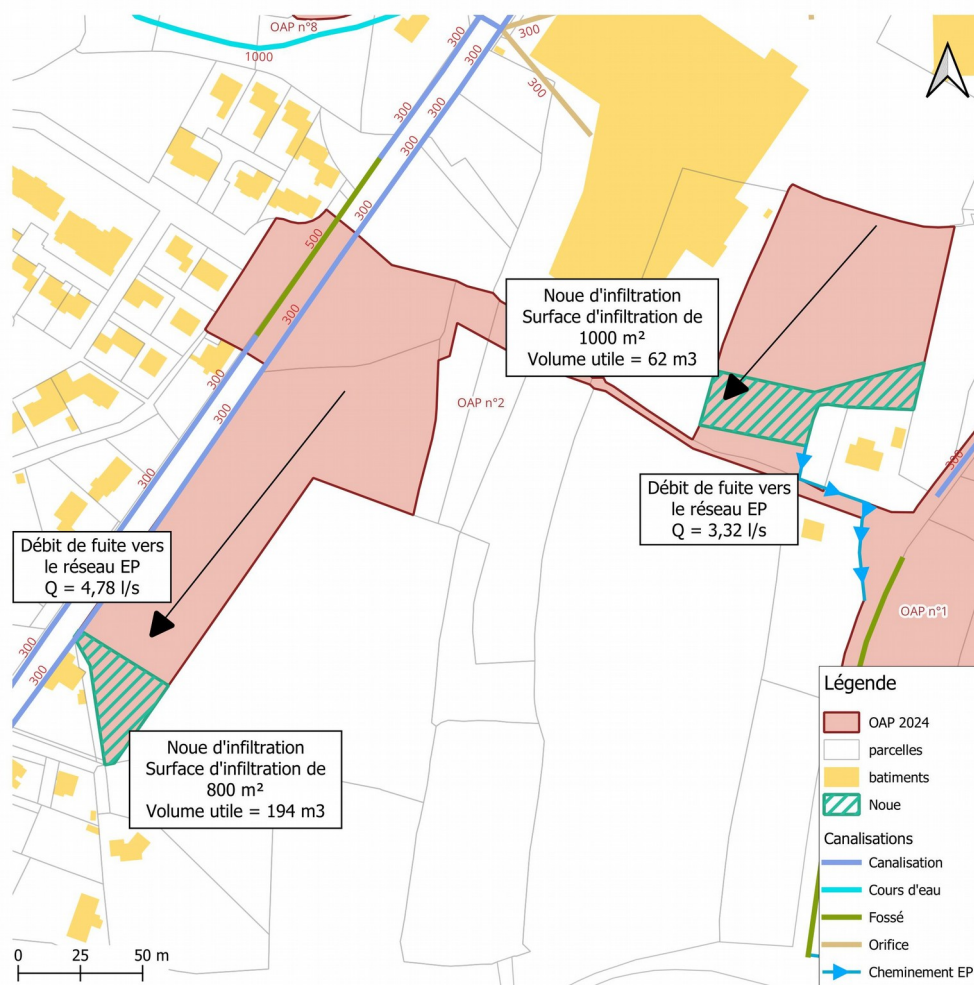 OAP n°8
1000
300
300
300
300
300
300
300
300
500
300
300
300
300
300
300
300
300
Noue d'infiltration
Surface d'infiltration de
1000 m²
Volume utile = 62 m3
OAP n°2
Débit de fuite vers
le réseau EP
Q = 3,32 l/s
Débit de fuite vers
le réseau EP
Q = 4,78 l/s
OAP n°1
Noue d'infiltration
Surface d'infiltration de
800 m²
Volume utile = 194 m3
Légende
OAP 2024
parcelles
batiments
Noue
Canalisations
Canalisation
Cours d'eau
Fossé
Orifice
Cheminement EP
0 25 50 m